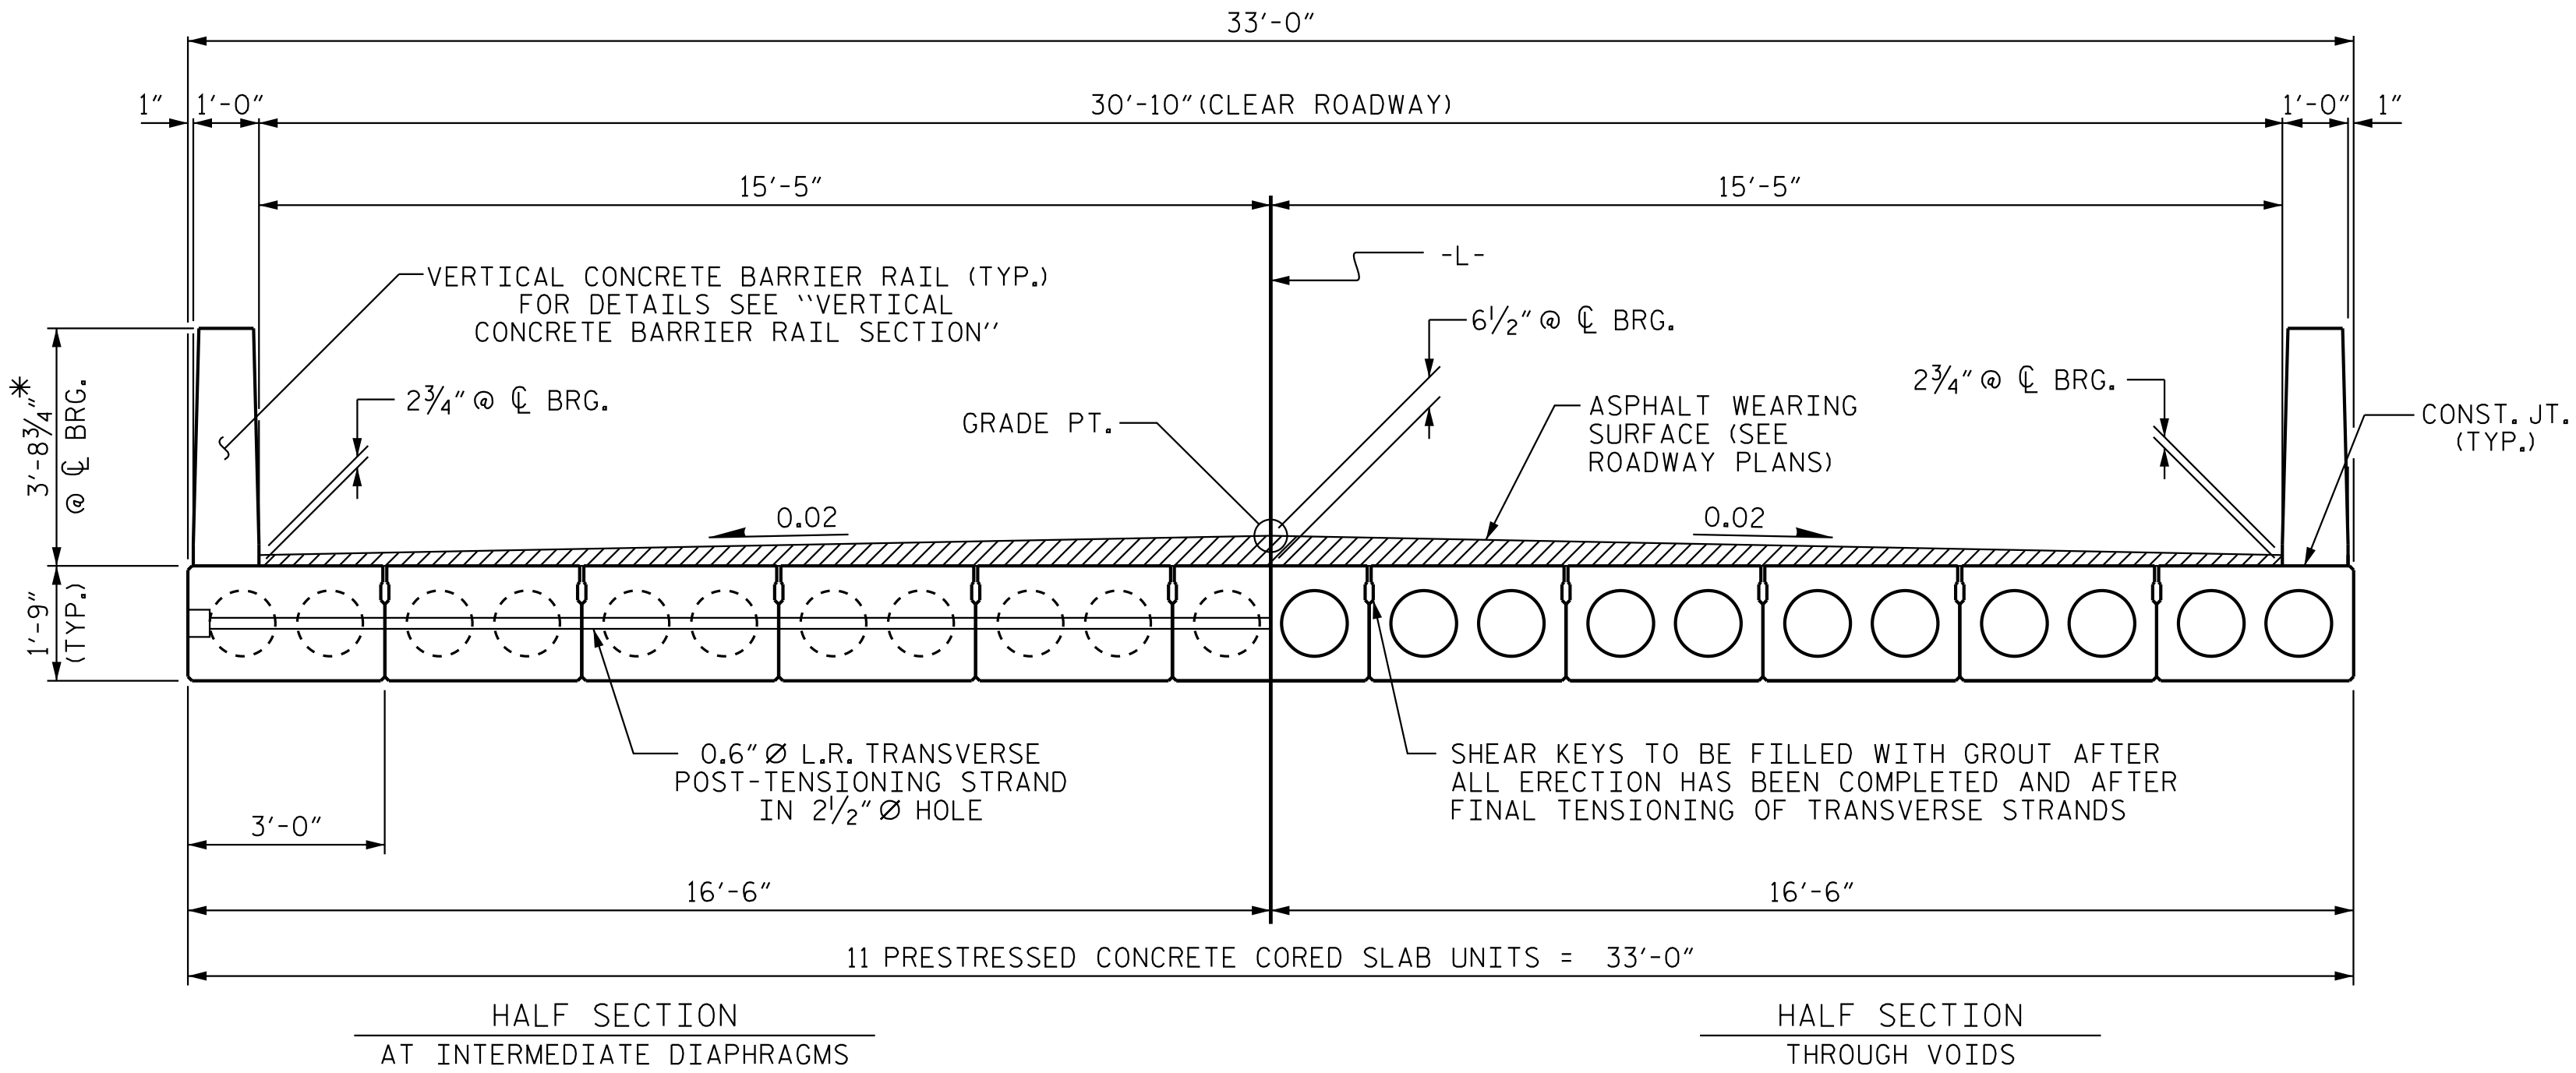 33'-0"
1"
1'-0"
30'-10" (CLEAR ROADWAY)
1'-0"
1"
15'-5"
15'-5"
-L-
VERTICAL CONCRETE BARRIER RAIL (TYP.)
FOR DETAILS SEE "VERTICAL
CONCRETE BARRIER RAIL SECTION"
6½" @ ℄ BRG.
2¾" @ ℄ BRG.
2¾" @ ℄ BRG.
3'-8¾"*
@ ℄ BRG.
GRADE PT.
ASPHALT WEARING
SURFACE (SEE
ROADWAY PLANS)
CONST. JT.
(TYP.)
0.02
0.02
1'-9"
(TYP.)
0.6" Ø L.R. TRANSVERSE
POST-TENSIONING STRAND
IN 2½" Ø HOLE
SHEAR KEYS TO BE FILLED WITH GROUT AFTER
ALL ERECTION HAS BEEN COMPLETED AND AFTER
FINAL TENSIONING OF TRANSVERSE STRANDS
3'-0"
16'-6"
16'-6"
11 PRESTRESSED CONCRETE CORED SLAB UNITS = 33'-0"
HALF SECTION
AT INTERMEDIATE DIAPHRAGMS
HALF SECTION
THROUGH VOIDS